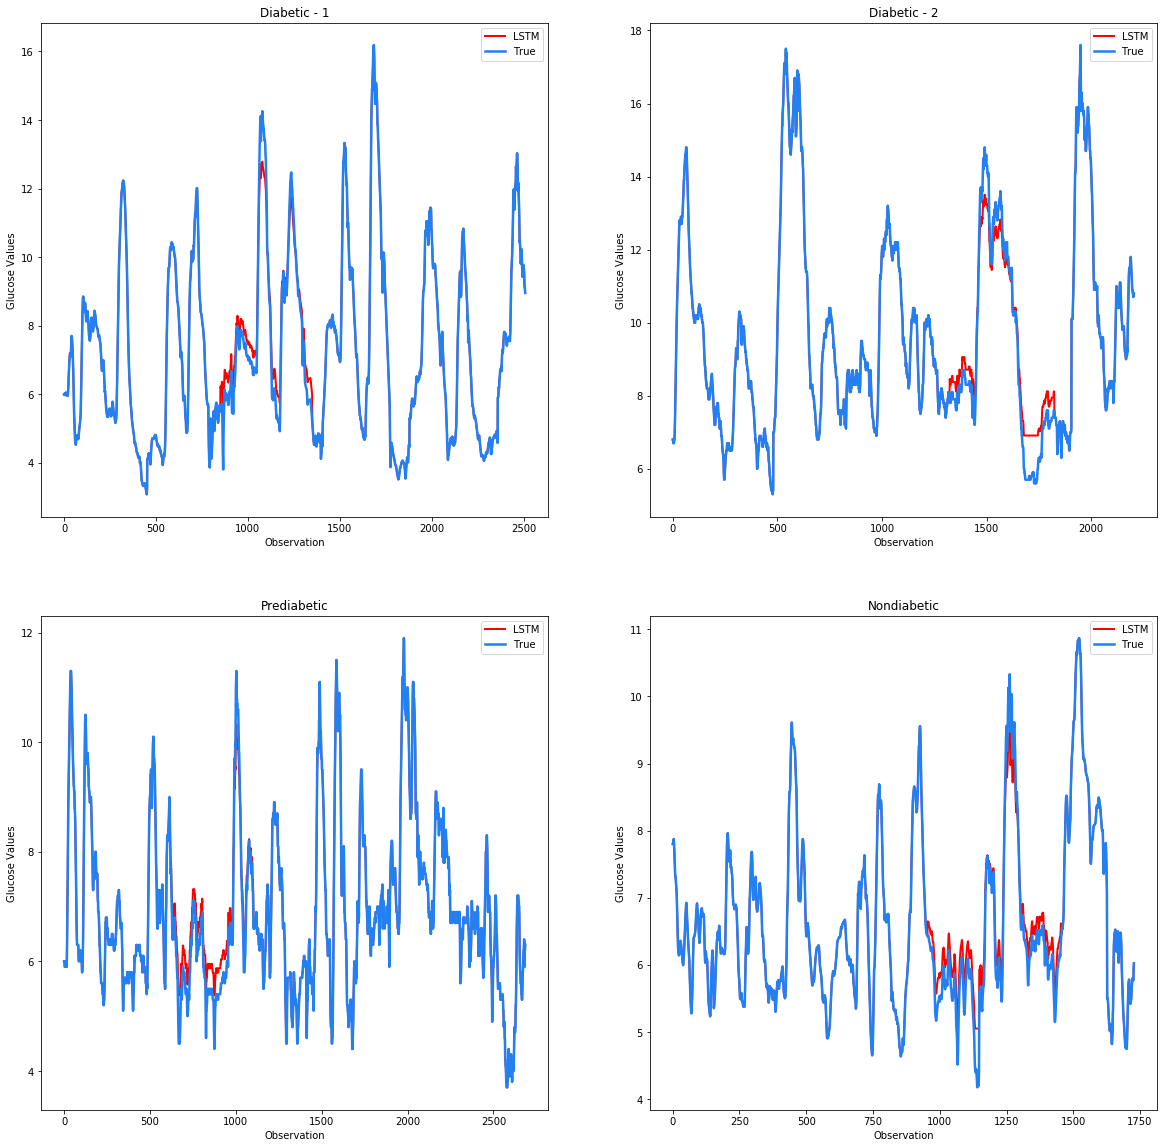 Diabetic - 1
LSTM
True
Glucose Values
16
14
12
10
8
6
4
0
500
1000
1500
2000
2500
Observation
Diabetic - 2
LSTM
True
Glucose Values
18
16
14
12
10
8
6
0
500
1000
1500
2000
Observation
Prediabetic
LSTM
True
Glucose Values
12
10
8
6
4
0
500
1000
1500
2000
2500
Observation
Nondiabetic
LSTM
True
Glucose Values
11
10
9
8
7
6
5
4
0
250
500
750
1000
1250
1500
1750
Observation